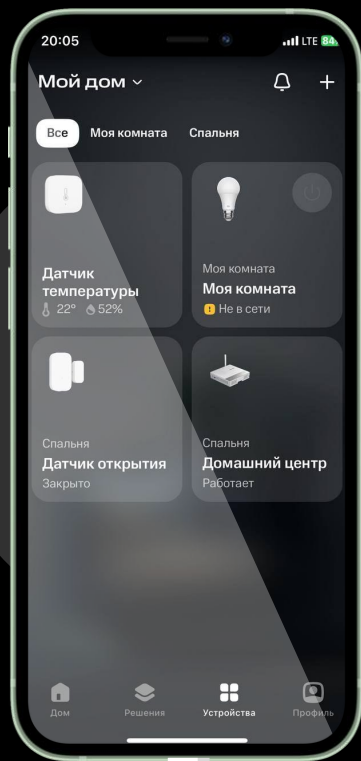 20:05
LTE 84
Мой дом
Все Моя комната Спальня
Датчик
температуры
22° 52%
Моя комната
Моя комната
Не в сети
Спальня
Датчик открытия
Закрыто
Спальня
Домашний центр
Работает
Дом Решения Устройства Профиль